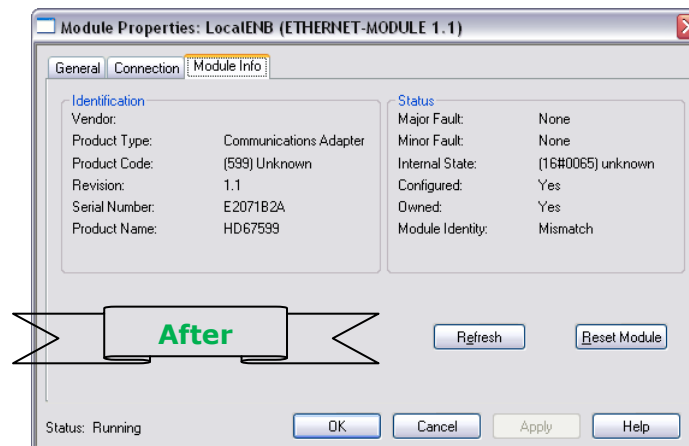 Module Properties: LocalENB (ETHERNET-MODULE 1.1)
General Connection Module Info
Identification
Vendor:
Product Type: Communications Adapter
Product Code: (599) Unknown
Revision: 1.1
Serial Number: E2071B2A
Product Name: HD67599
Status
Major Fault: None
Minor Fault: None
Internal State: (16#0065) unknown
Configured: Yes
Owned: Yes
Module Identity: Mismatch
After
Refresh Reset Module
Status: Running OK Cancel Apply Help